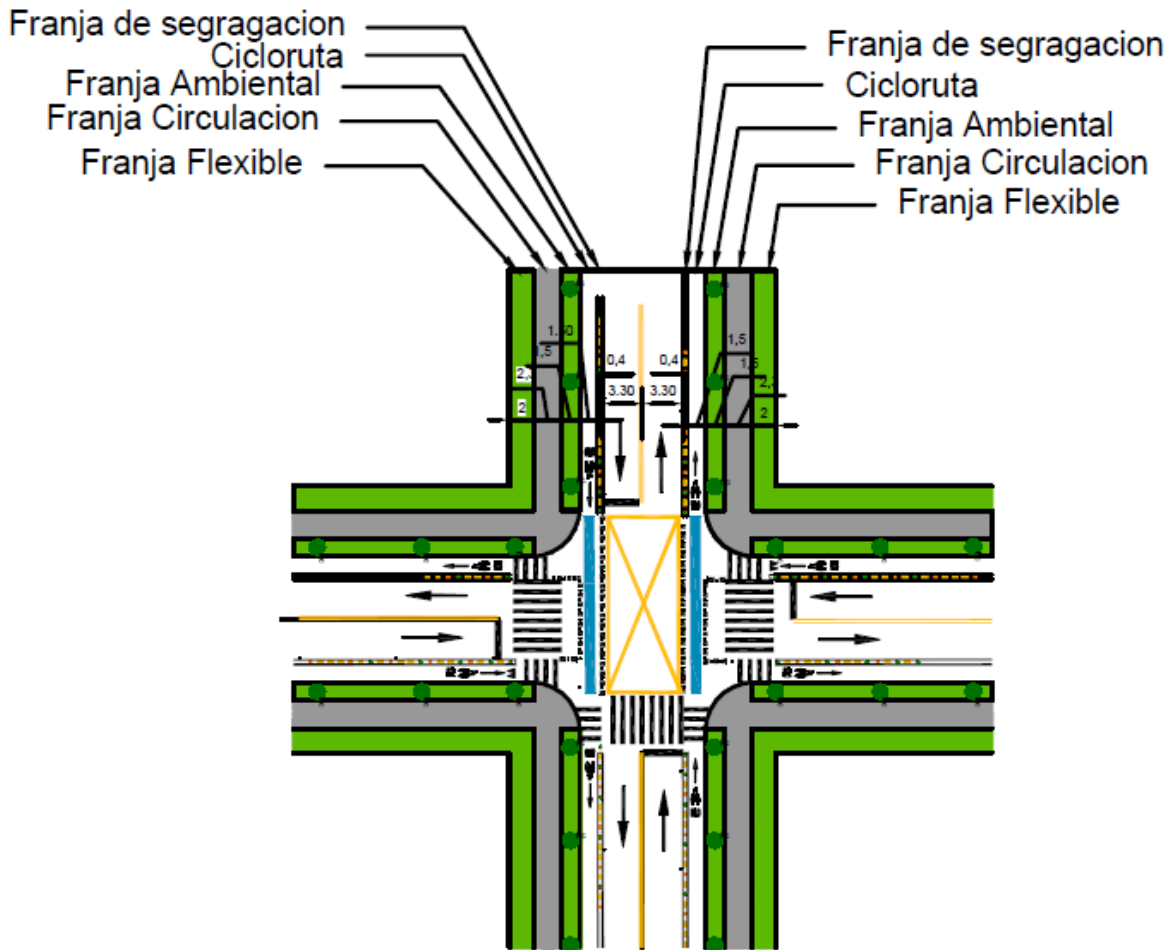 Franja de segragacion
Cicloruta
Franja Ambiental
Franja Circulacion
Franja Flexible
Franja de segragacion
Cicloruta
Franja Ambiental
Franja Circulacion
Franja Flexible
1.50
1,5
2
0,4
0,4
3.30
3.30
1,5
1,5
2